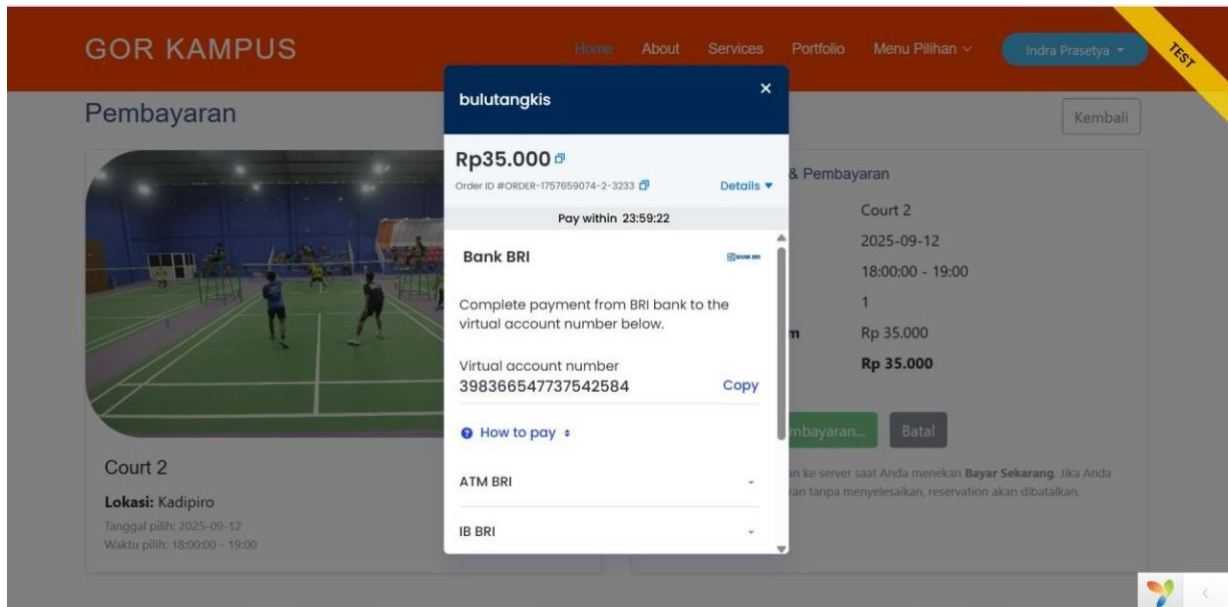 GOR KAMPUS
Home About Services Portfolio Menu Pilihan Indra Prasetya
TEST
Pembayaran
Kembali
bulutangkis
Rp35.000
Order ID #ORDER-1757659074-2-3233 Details
Pay within 23:59:22
Bank BRI
BANK BRI
Complete payment from BRI bank to the
virtual account number below.
Virtual account number
398366547737542584 Copy
How to pay
ATM BRI
IB BRI
Court 2
Lokasi: Kadipiro
Tanggal pilih: 2025-09-12
Waktu pilih: 18:00:00 - 19:00
& Pembayaran
Court 2
2025-09-12
18:00:00 - 19:00
1
m Rp 35.000
Rp 35.000
mbayaran... Batal
an ke server saat Anda menekan Bayar Sekarang. Jika Anda
ran tanpa menyelesaikan, reservation akan dibatalkan.